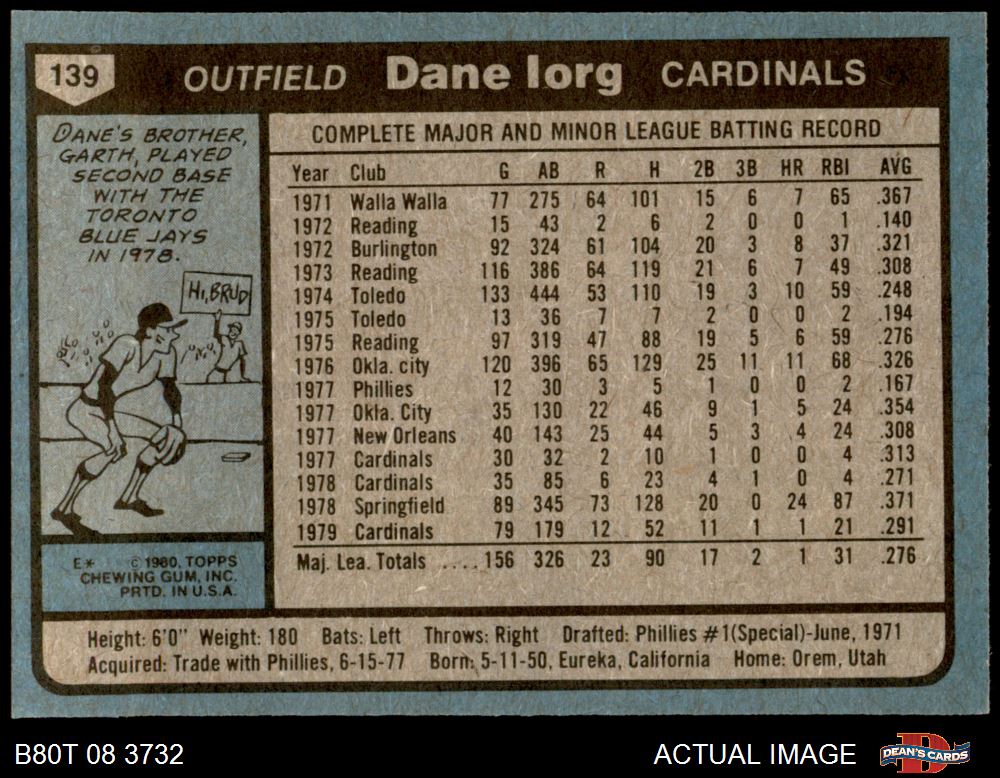 139 OUTFIELD Dane Iorg CARDINALS
DANE'S BROTHER,
GARTH, PLAYED
SECOND BASE
WITH THE
TORONTO
BLUE JAYS
IN 1978.
HI, BRUD
COMPLETE MAJOR AND MINOR LEAGUE BATTING RECORD
Year Club G AB R H 2B 3B HR RBI AVG
1971 Walla Walla 77 275 64 101 15 6 7 65 .367
1972 Reading 15 43 2 6 2 0 0 1 .140
1972 Burlington 92 324 61 104 20 3 8 37 .321
1973 Reading 116 386 64 119 21 6 7 49 .308
1974 Toledo 133 444 53 110 19 3 10 59 .248
1975 Toledo 13 36 7 7 2 0 0 2 .194
1975 Reading 97 319 47 88 19 5 6 59 .276
1976 Okla. city 120 396 65 129 25 11 11 68 .326
1977 Phillies 12 30 3 5 1 0 0 2 .167
1977 Okla. City 35 130 22 46 9 1 5 24 .354
1977 New Orleans 40 143 25 44 5 3 4 24 .308
1977 Cardinals 30 32 2 10 1 0 0 4 .313
1978 Cardinals 35 85 6 23 4 1 0 4 .271
1978 Springfield 89 345 73 128 20 0 24 87 .371
1979 Cardinals 79 179 12 52 11 1 1 21 .291
Maj. Lea. Totals .... 156 326 23 90 17 2 1 31 .276
E* © 1980, TOPPS
CHEWING GUM, INC.
PRTD. IN U.S.A.
Height: 6'0" Weight: 180 Bats: Left Throws: Right Drafted: Phillies #1(Special)-June, 1971
Acquired: Trade with Phillies, 6-15-77 Born: 5-11-50, Eureka, California Home: Orem, Utah
B80T 08 3732 ACTUAL IMAGE DEAN'S CARDS